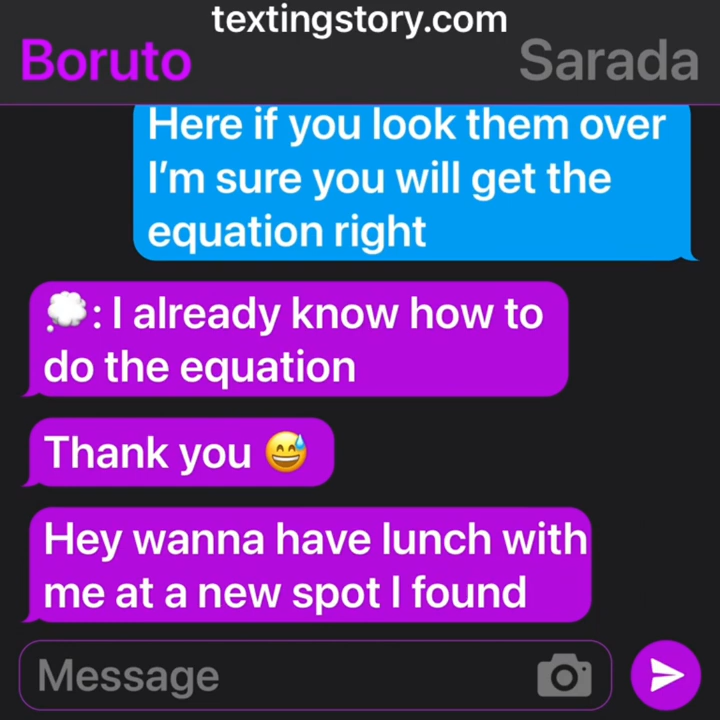 textingstory.com
Boruto
Sarada
Here if you look them over
I'm sure you will get the
equation right
💭: I already know how to
do the equation
Thank you 😅
Hey wanna have lunch with
me at a new spot I found
Message